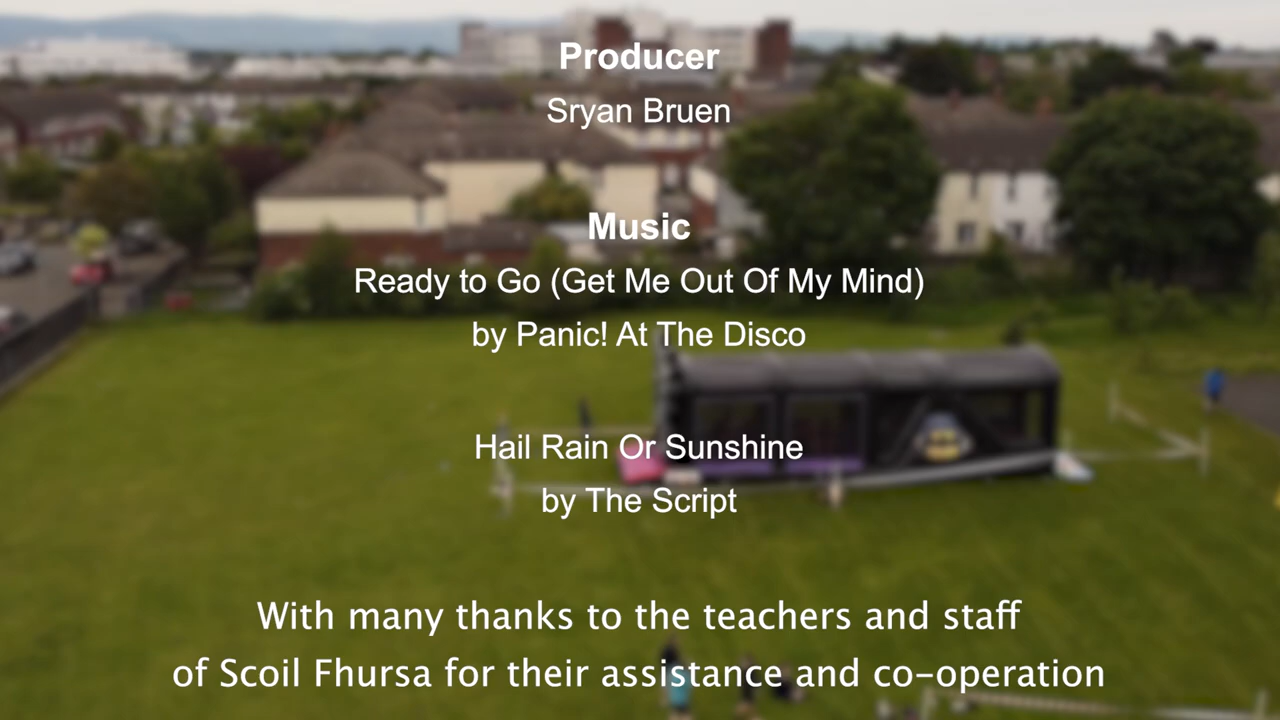 Producer
Sryan Bruen
Music
Ready to Go (Get Me Out Of My Mind)
by Panic! At The Disco
Hail Rain Or Sunshine
by The Script
With many thanks to the teachers and staff
of Scoil Fhursa for their assistance and co-operation